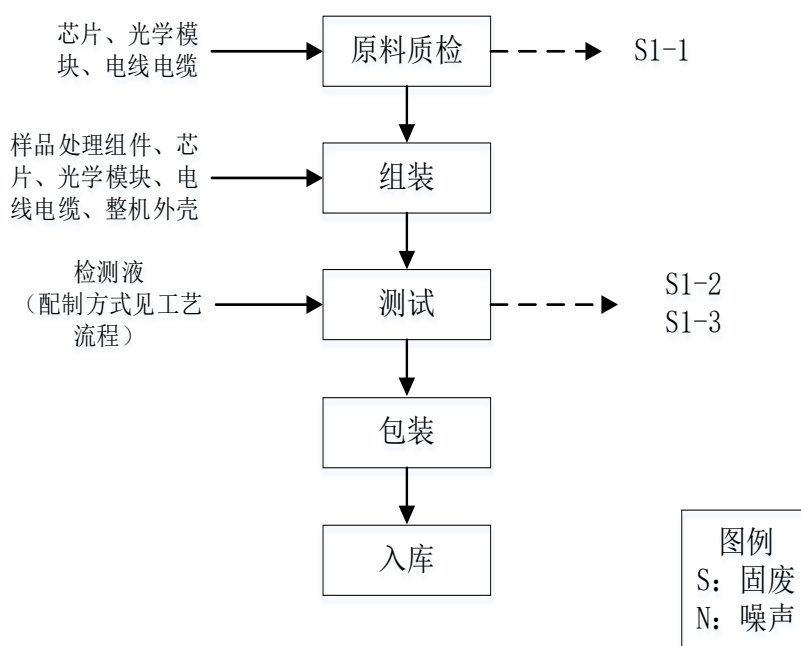 芯片、光学模
块、电线电缆
原料质检
S1-1
样品处理组件、芯
片、光学模块、电
线电缆、整机外壳
组装
检测液
（配制方式见工艺
流程）
测试
S1-2
S1-3
包装
入库
图例
S：固废
N：噪声